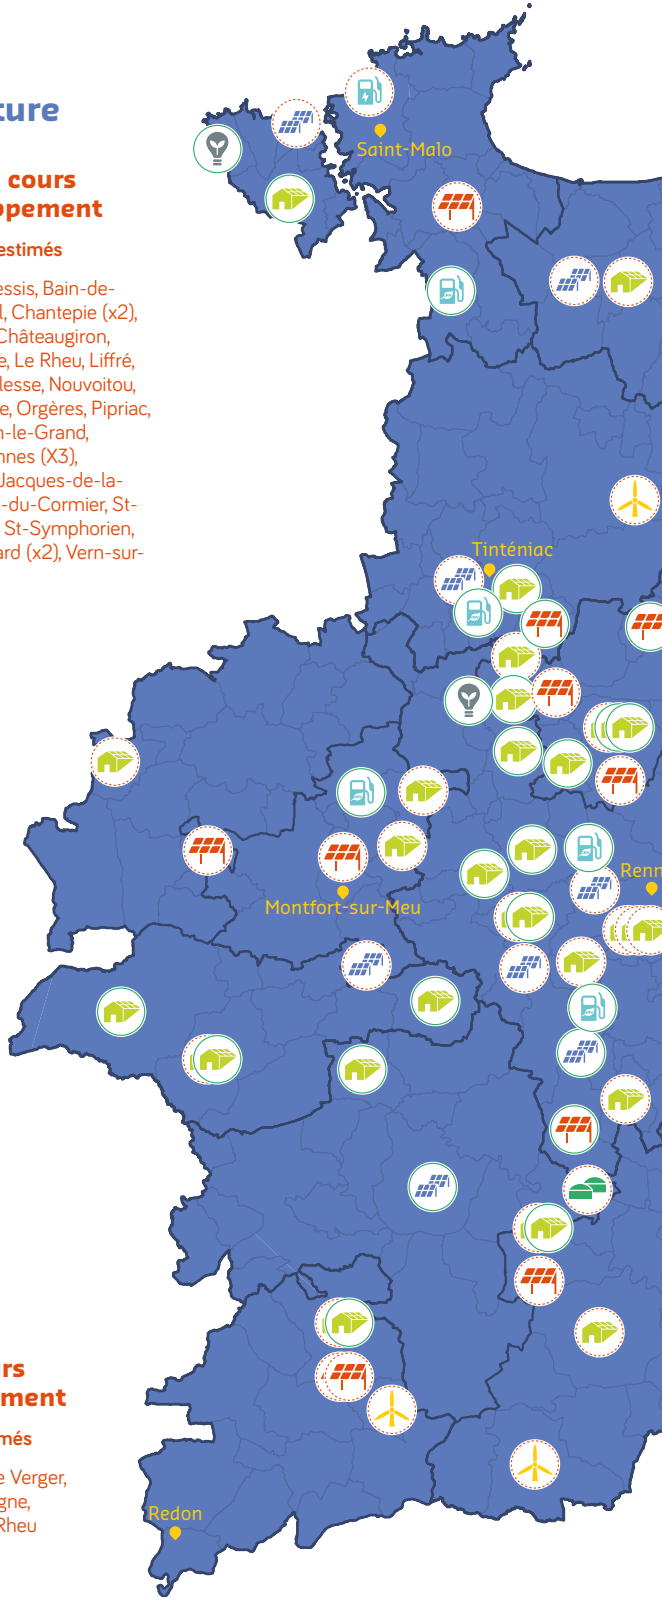 ture
cours
ppement
estimés
essis, Bain-de-
l, Chantepie (x2),
Châteaugiron,
e, Le Rheu, Liffré,
lesse, Nouvoitou,
e, Orgères, Pipriac,
n-le-Grand,
nnes (X3),
Jacques-de-la-
-du-Cormier, St-
St-Symphorien,
ard (x2), Vern-sur-
Saint-Malo
Tinténiac
Renn
Montfort-sur-Meu
rs
ment
més
e Verger,
gne,
Rheu
Redon